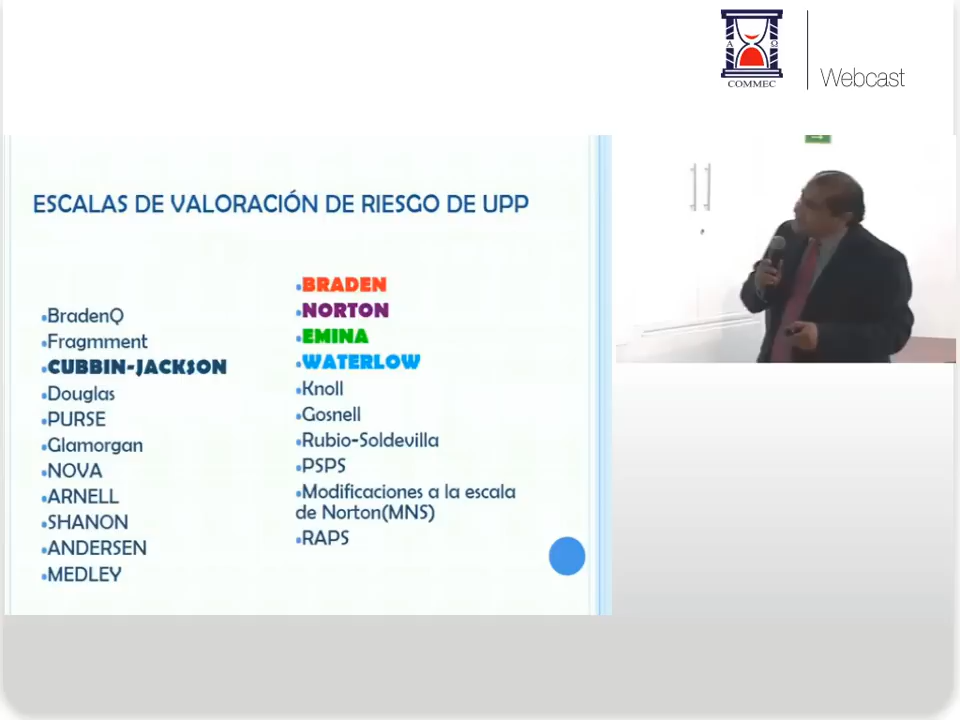 A Ω
COMMEC
Webcast
ESCALAS DE VALORACIÓN DE RIESGO DE UPP
•BradenQ
•Fragmment
•CUBBIN-JACKSON
•Douglas
•PURSE
•Glamorgan
•NOVA
•ARNELL
•SHANON
•ANDERSEN
•MEDLEY
•BRADEN
•NORTON
•EMINA
•WATERLOW
•Knoll
•Gosnell
•Rubio-Soldevilla
•PSPS
•Modificaciones a la escala
de Norton(MNS)
•RAPS